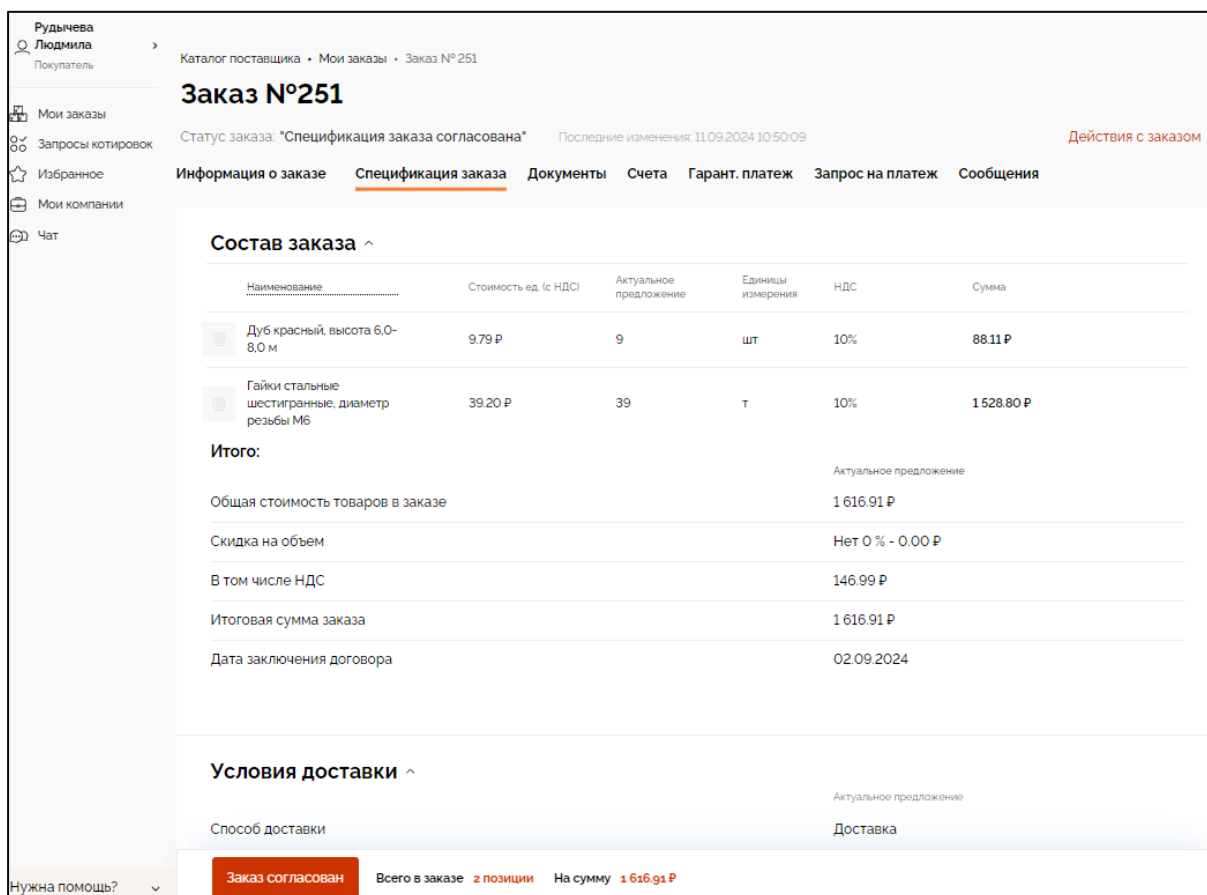 Рудычева
Людмила
Покупатель
Мои заказы
Запросы котировок
Избранное
Мои компании
Чат
Каталог поставщика • Мои заказы • Заказ № 251
Заказ №251
Статус заказа: "Спецификация заказа согласована" Последние изменения: 11.09.2024 10:50:09 Действия с заказом
Информация о заказе Спецификация заказа Документы Счета Гарант. платеж Запрос на платеж Сообщения
Состав заказа
Наименование Стоимость ед. (с НДС) Актуальное предложение Единицы измерения НДС Сумма
Дуб красный, высота 6,0-
8,0 м 9.79 ₽ 9 шт 10% 88.11 ₽
Гайки стальные
шестигранные, диаметр 39.20 ₽ 39 т 10% 1 528.80 ₽
резьбы М6
Итого:
Актуальное предложение
Общая стоимость товаров в заказе 1 616.91 ₽
Скидка на объем Нет 0 % - 0.00 ₽
В том числе НДС 146.99 ₽
Итоговая сумма заказа 1 616.91 ₽
Дата заключения договора 02.09.2024
Условия доставки
Актуальное предложение
Способ доставки Доставка
Заказ согласован Всего в заказе 2 позиции На сумму 1 616.91 ₽
Нужна помощь?